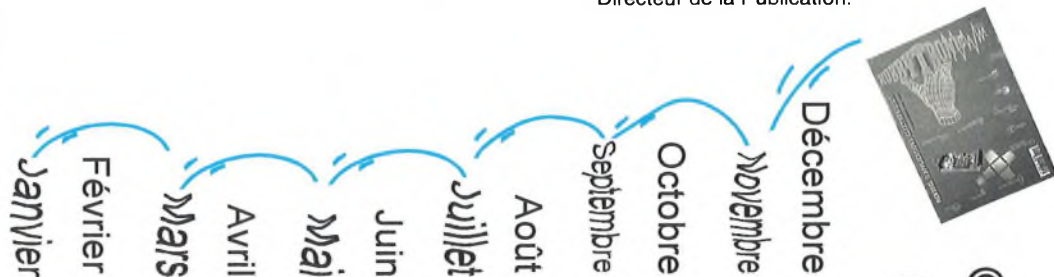 Directeur de la Publication.
Janvier
Février
Mars
Avril
Mai
Juin
Juillet
Août
Septembre
Octobre
Novembre
Décembre